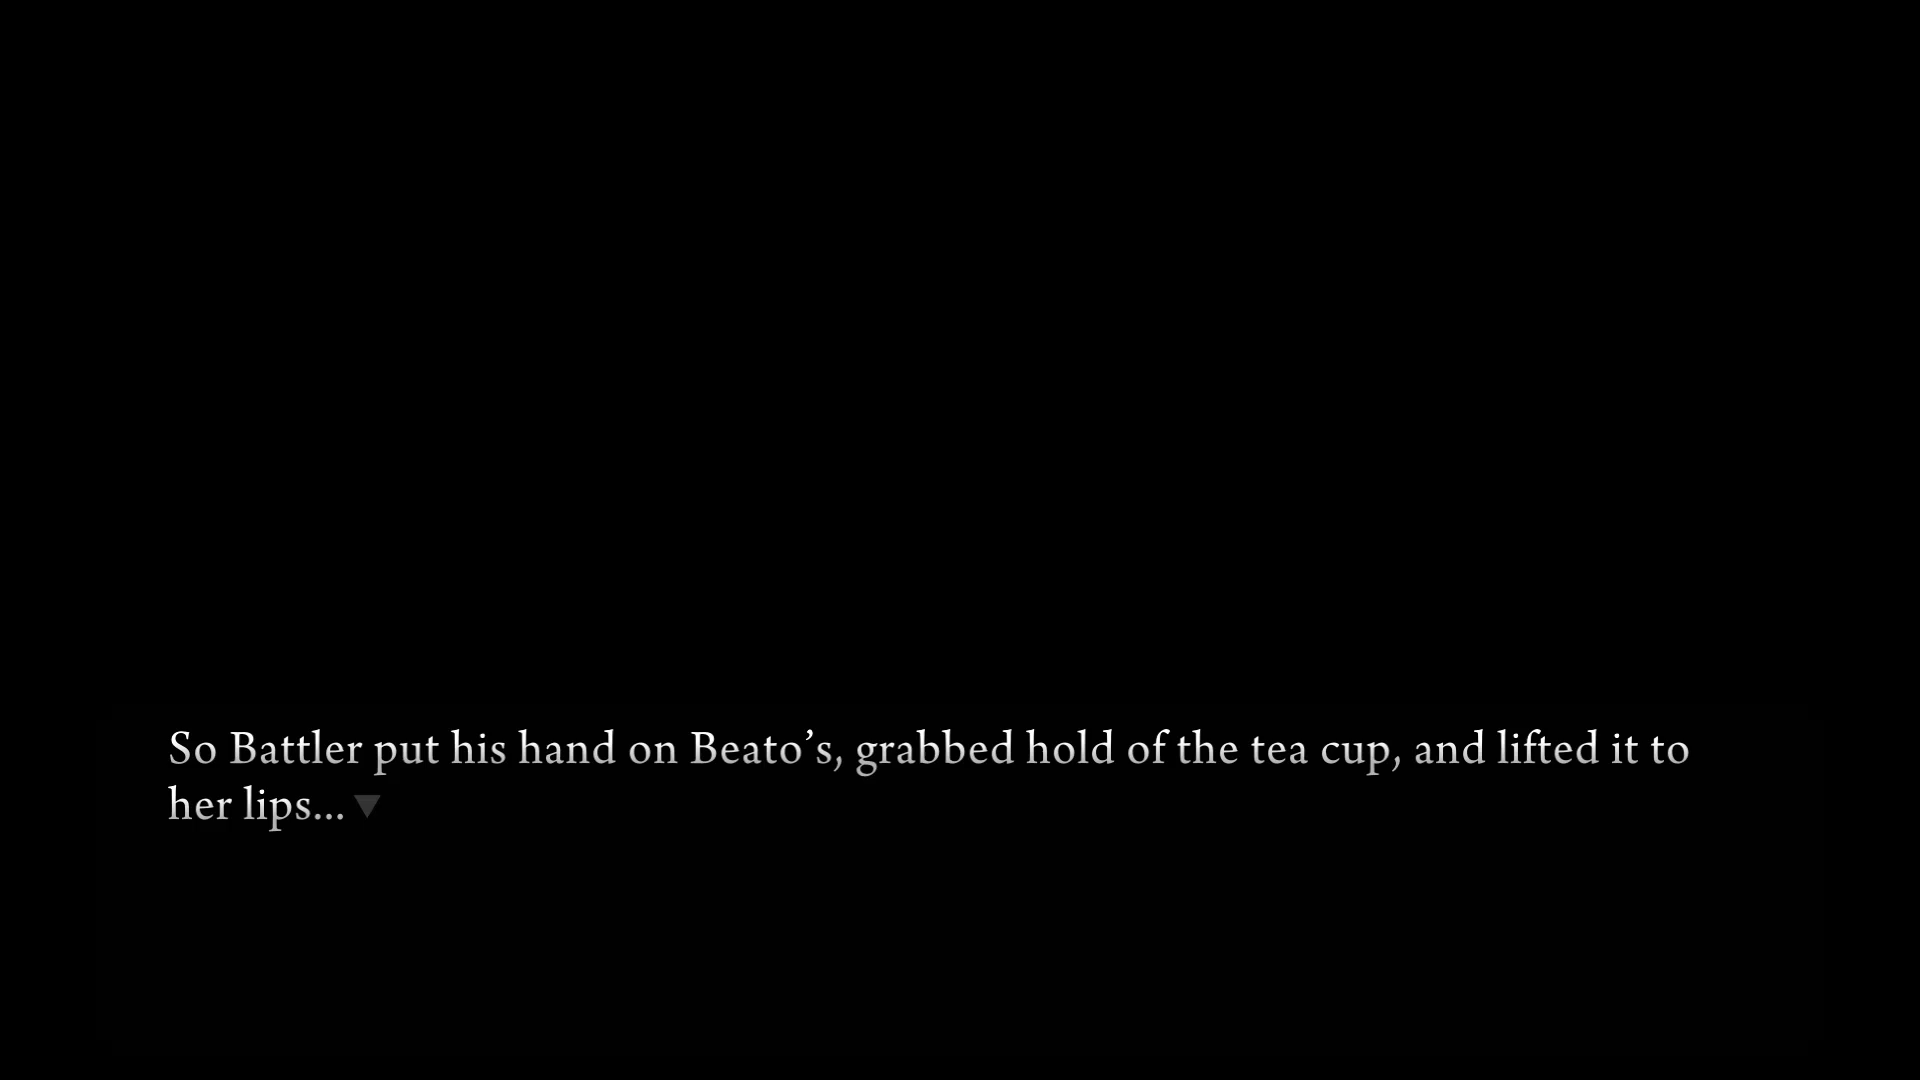 So Battler put his hand on Beato’s, grabbed hold of the tea cup, and lifted it to
her lips...